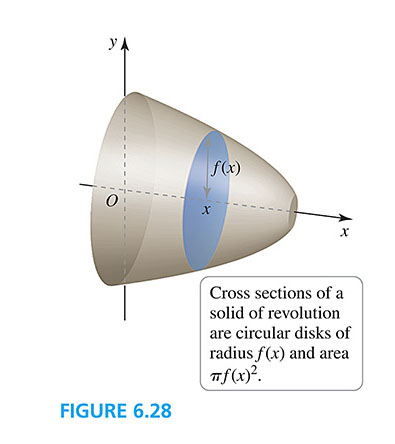 y
f(x)
O
x
x
Cross sections of a
solid of revolution
are circular disks of
radius f(x) and area
πf(x)².
FIGURE 6.28